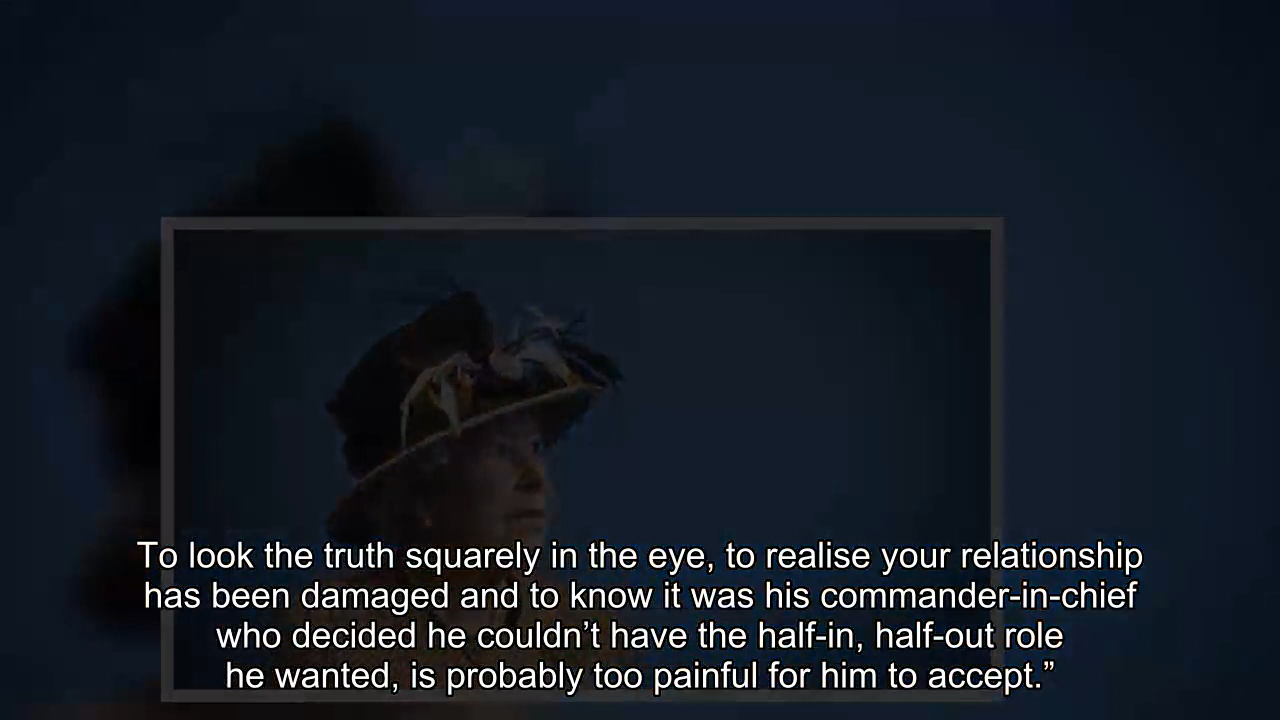 To look the truth squarely in the eye, to realise your relationship
has been damaged and to know it was his commander-in-chief
who decided he couldn’t have the half-in, half-out role
he wanted, is probably too painful for him to accept.”